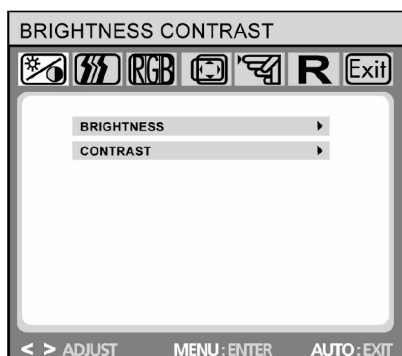 BRIGHTNESS CONTRAST
RGB R Exit
BRIGHTNESS
CONTRAST
< > ADJUST MENU : ENTER AUTO : EXIT